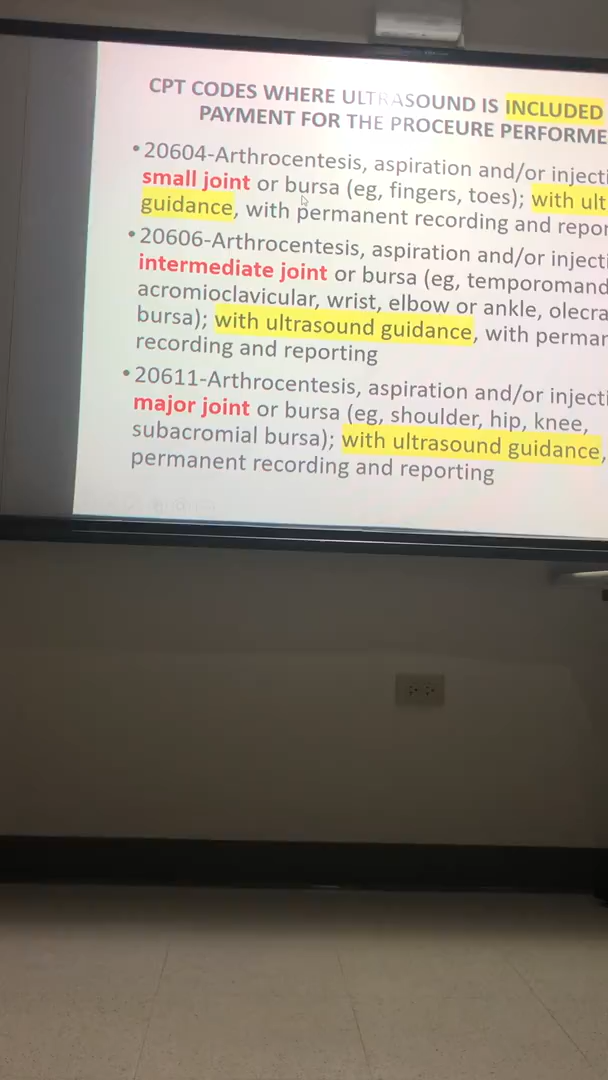 CPT CODES WHERE ULTRASOUND IS INCLUDED
PAYMENT FOR THE PROCEURE PERFORME
•20604-Arthrocentesis, aspiration and/or injecti
small joint or bursa (eg, fingers, toes); with ult
guidance, with permanent recording and repor
•20606-Arthrocentesis, aspiration and/or injecti
intermediate joint or bursa (eg, temporomand
acromioclavicular, wrist, elbow or ankle, olecra
bursa); with ultrasound guidance, with perman
recording and reporting
•20611-Arthrocentesis, aspiration and/or injecti
major joint or bursa (eg, shoulder, hip, knee,
subacromial bursa); with ultrasound guidance,
permanent recording and reporting